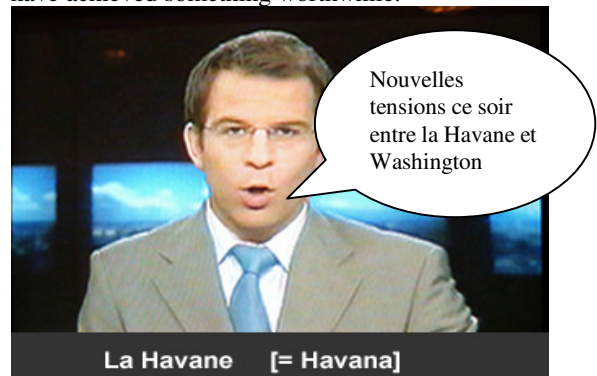 have achieved something worthwhile.
Nouvelles
tensions ce soir
entre la Havane et
Washington
La Havane [= Havana]